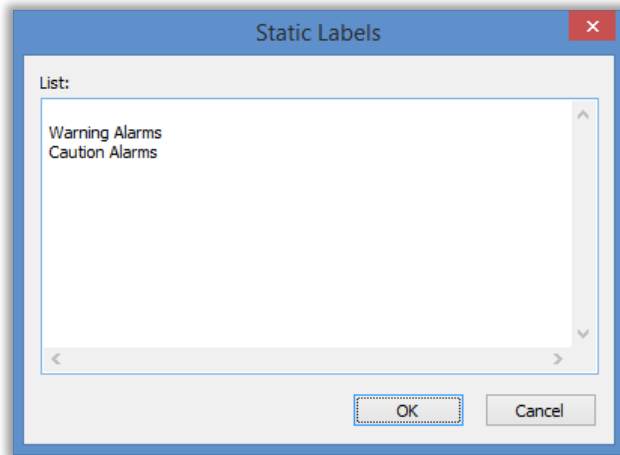 Static Labels
List:
Warning Alarms
Caution Alarms
OK
Cancel